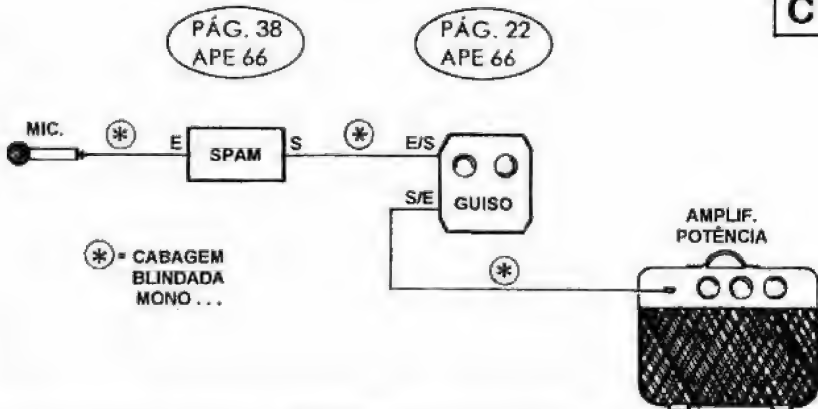 PÁG. 38
APE 66
PÁG. 22
APE 66
C
MIC.
*
E
SPAM
S
*
E/S
S/E
GUISO
* = CABAGEM
BLINDADA
MONO . . .
*
AMPLIF.
POTÊNCIA